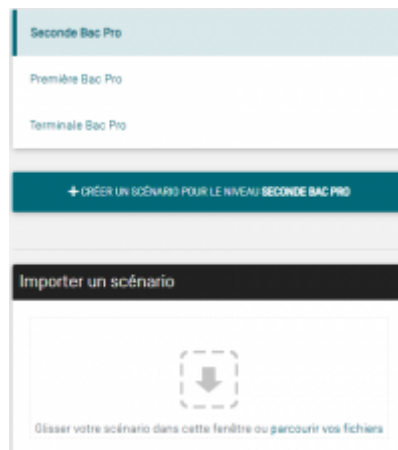 Seconde Bac Pro
Première Bac Pro
Terminale Bac Pro
+ CRÉER UN SCÉNARIO POUR LE NIVEAU SECONDE BAC PRO
Importer un scénario
Glisser votre scénario dans cette fenêtre ou parcourir vos fichiers